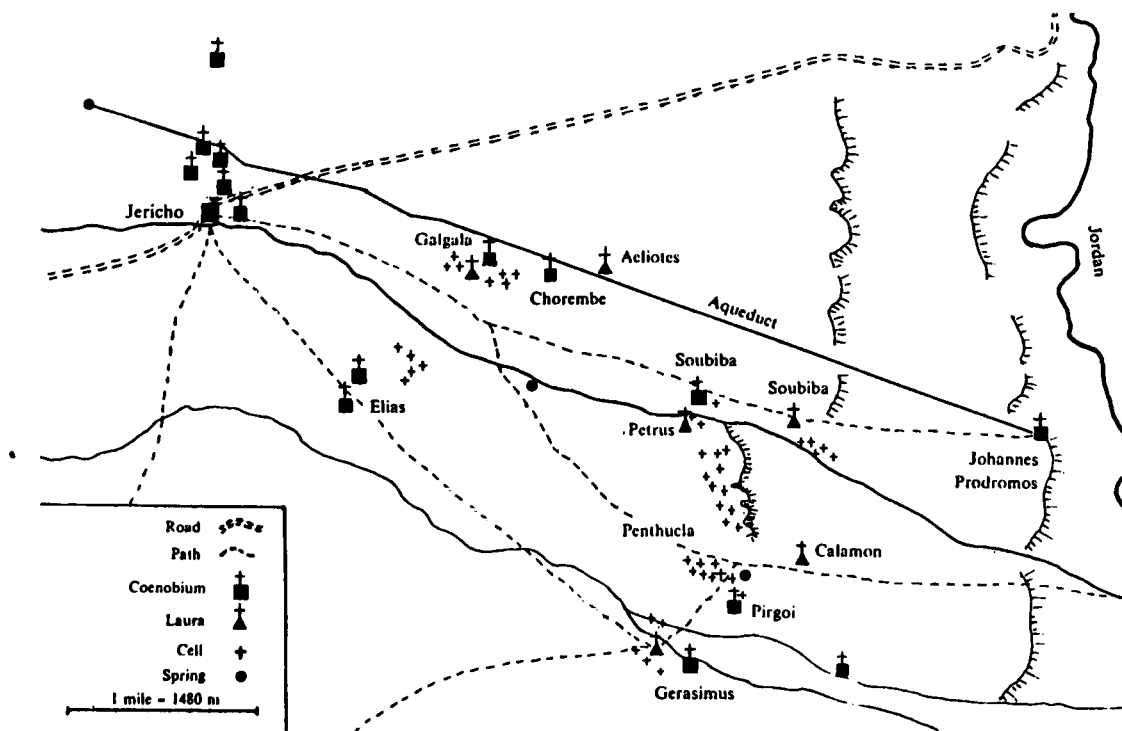 Jericho
Galgala
Aeliotes
Chorembe
Jordan
Aqueduct
Elias
Soubiba
Soubiba
Petrus
Johannes
Prodromos
Penthucla
Calamon
Pirgoi
Gerasimus
Road
Path
Coenobium
Laura
Cell
Spring
1 mile - 1480 m